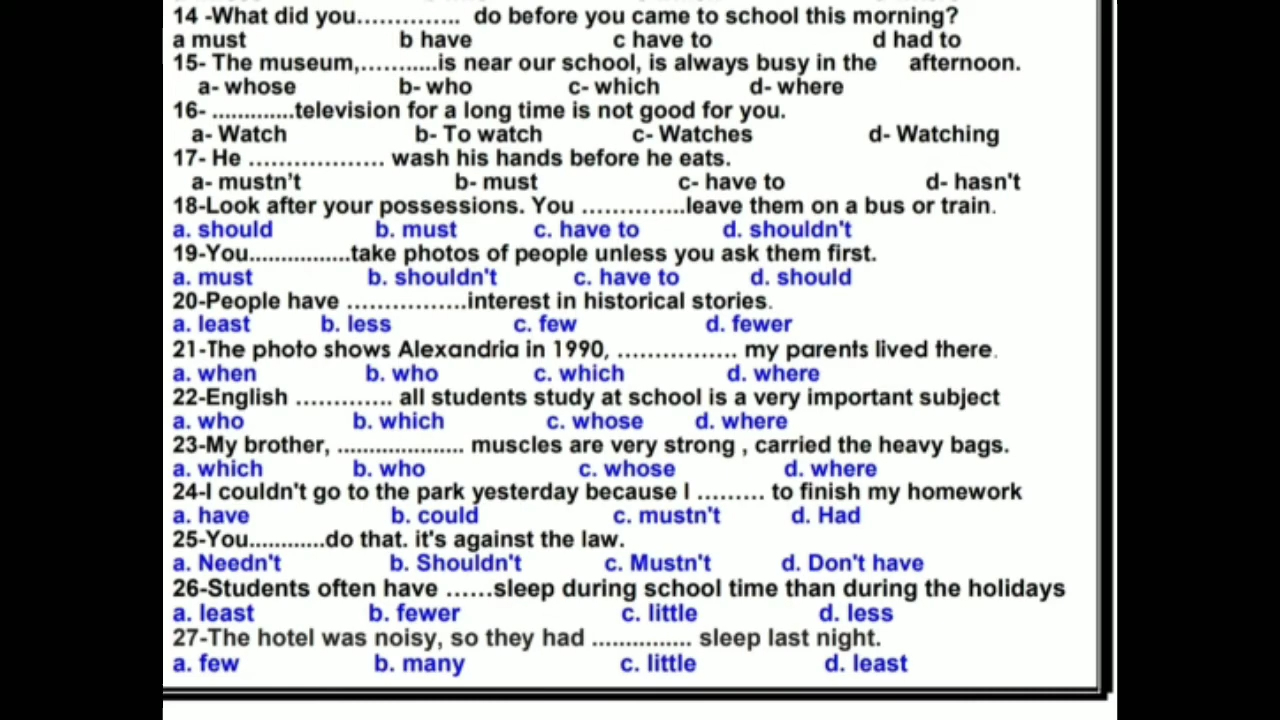 14 -What did you.............. do before you came to school this morning?
a must b have c have to d had to
15- The museum,...........is near our school, is always busy in the afternoon.
a- whose b- who c- which d- where
16- .............television for a long time is not good for you.
a- Watch b- To watch c- Watches d- Watching
17- He ................. wash his hands before he eats.
a- mustn't b- must c- have to d- hasn't
18-Look after your possessions. You .............leave them on a bus or train.
a. should b. must c. have to d. shouldn't
19-You................take photos of people unless you ask them first.
a. must b. shouldn't c. have to d. should
20-People have ...............interest in historical stories.
a. least b. less c. few d. fewer
21-The photo shows Alexandria in 1990, ................ my parents lived there.
a. when b. who c. which d. where
22-English ............. all students study at school is a very important subject
a. who b. which c. whose d. where
23-My brother, .................... muscles are very strong , carried the heavy bags.
a. which b. who c. whose d. where
24-I couldn't go to the park yesterday because I ......... to finish my homework
a. have b. could c. mustn't d. Had
25-You............do that. it's against the law.
a. Needn't b. Shouldn't c. Mustn't d. Don't have
26-Students often have ......sleep during school time than during the holidays
a. least b. fewer c. little d. less
27-The hotel was noisy, so they had ............... sleep last night.
a. few b. many c. little d. least